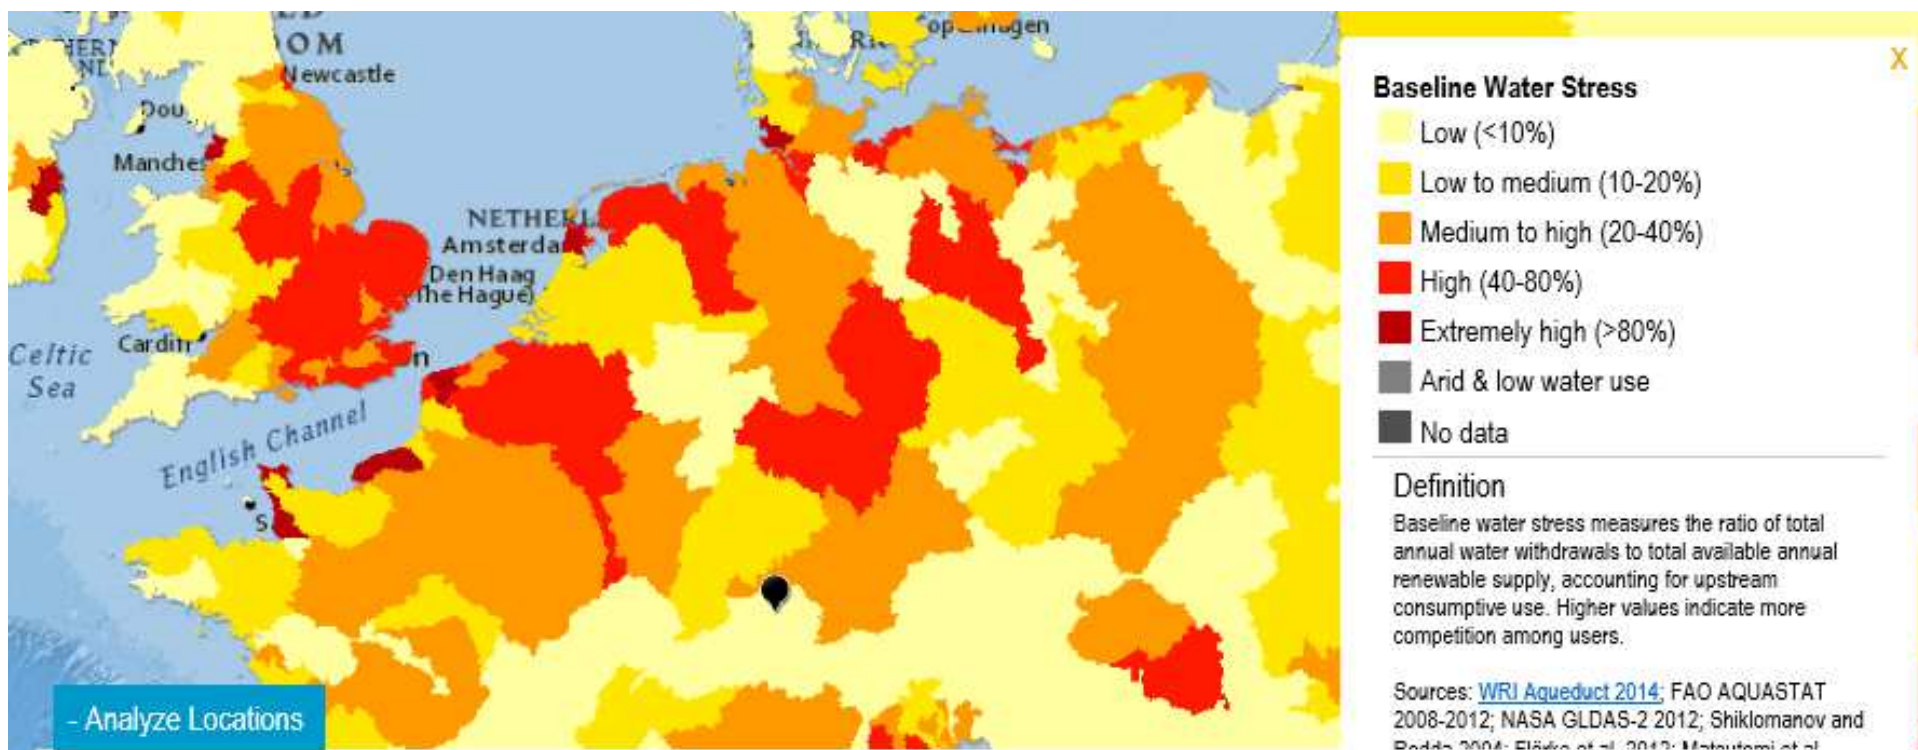 OM
Newcastle
Dou
Manche
NETHERL
Amsterda
Den Haag
The Hague)
Celtic
Sea
Cardiff
n
English Channel
S
- Analyze Locations
X
Baseline Water Stress
Low (<10%)
Low to medium (10-20%)
Medium to high (20-40%)
High (40-80%)
Extremely high (>80%)
Arid & low water use
No data
Definition
Baseline water stress measures the ratio of total
annual water withdrawals to total available annual
renewable supply, accounting for upstream
consumptive use. Higher values indicate more
competition among users.
Sources: WRI Aqueduct 2014; FAO AQUASTAT
2008-2012; NASA GLDAS-2 2012; Shiklomanov and